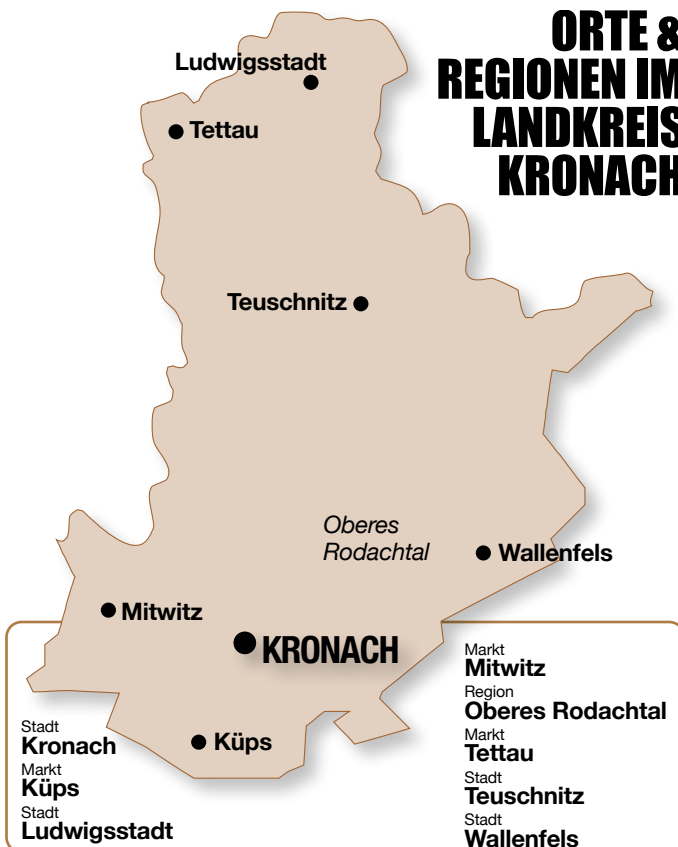 ORTE &
REGIONEN IM
LANDKREIS
KRONACH
Ludwigsstadt
Tettau
Teuschnitz
Oberes
Rodachtal
Wallenfels
Mitwitz
KRONACH
Küps
Stadt
Kronach
Markt
Küps
Stadt
Ludwigsstadt
Markt
Mitwitz
Region
Oberes Rodachtal
Markt
Tettau
Stadt
Teuschnitz
Stadt
Wallenfels